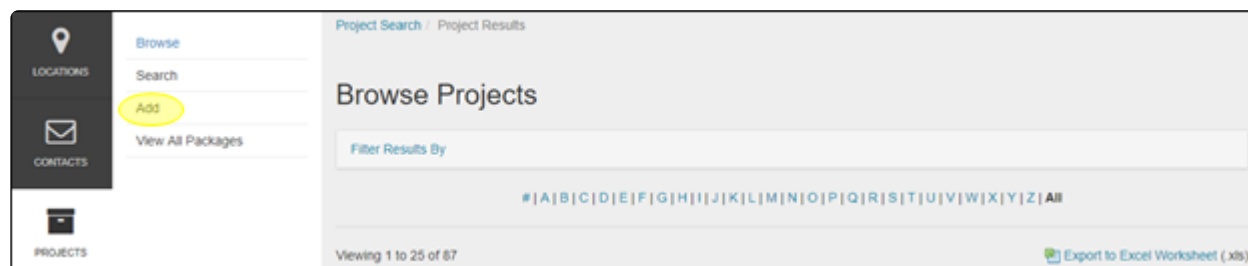 LOCATIONS
CONTACTS
PROJECTS
Browse
Search
Add
View All Packages
Project Search / Project Results
Browse Projects
Filter Results By
# | A | B | C | D | E | F | G | H | I | J | K | L | M | N | O | P | Q | R | S | T | U | V | W | X | Y | Z | All
Viewing 1 to 25 of 87
Export to Excel Worksheet (.xls)